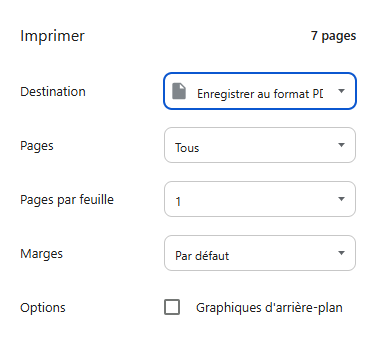 Imprimer 7 pages
Destination Enregistrer au format PD
Pages Tous
Pages par feuille 1
Marges Par défaut
Options Graphiques d'arrière-plan